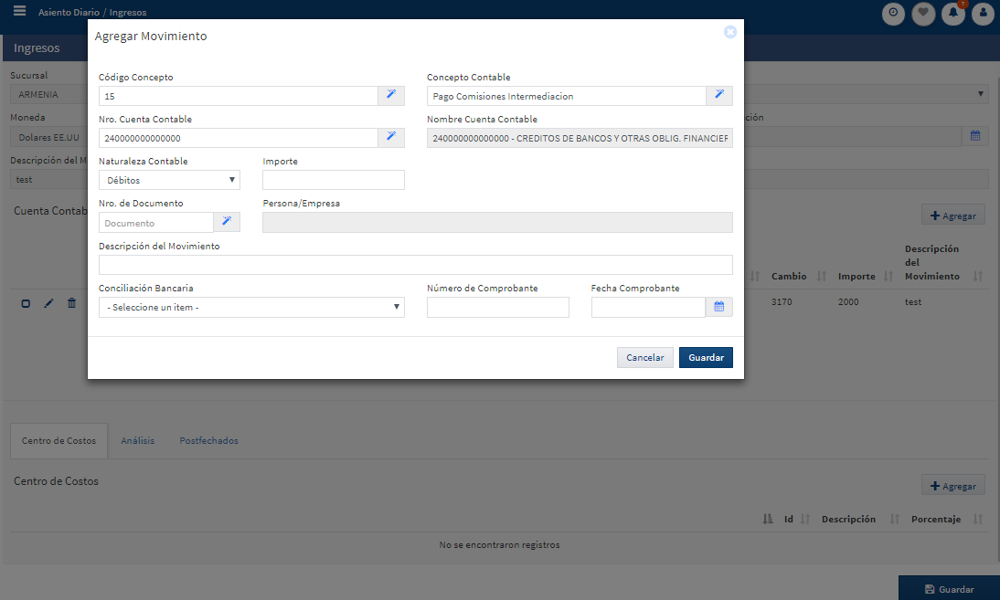 Asiento Diario / Ingresos
7
Ingresos
Agregar Movimiento
Sucursal
ARMENIA
Moneda
ción
Dolares EE.UU
Descripción del M
test
Código Concepto
Concepto Contable
15
Pago Comisiones Intermediacion
Nro. Cuenta Contable
Nombre Cuenta Contable
240000000000000
240000000000000 - CREDITOS DE BANCOS Y OTRAS OBLIG. FINANCIER
Naturaleza Contable
Importe
Débitos
Nro. de Documento
Persona/Empresa
Documento
Descripción del Movimiento
Conciliación Bancaria
Número de Comprobante
Fecha Comprobante
- Seleccione un item -
Cancelar
Guardar
Cuenta Contab
Agregar
Cambio
Importe
Descripción
del
Movimiento
3170
2000
test
Centro de Costos
Análisis
Postfechados
Centro de Costos
Agregar
Id
Descripción
Porcentaje
No se encontraron registros
Guardar